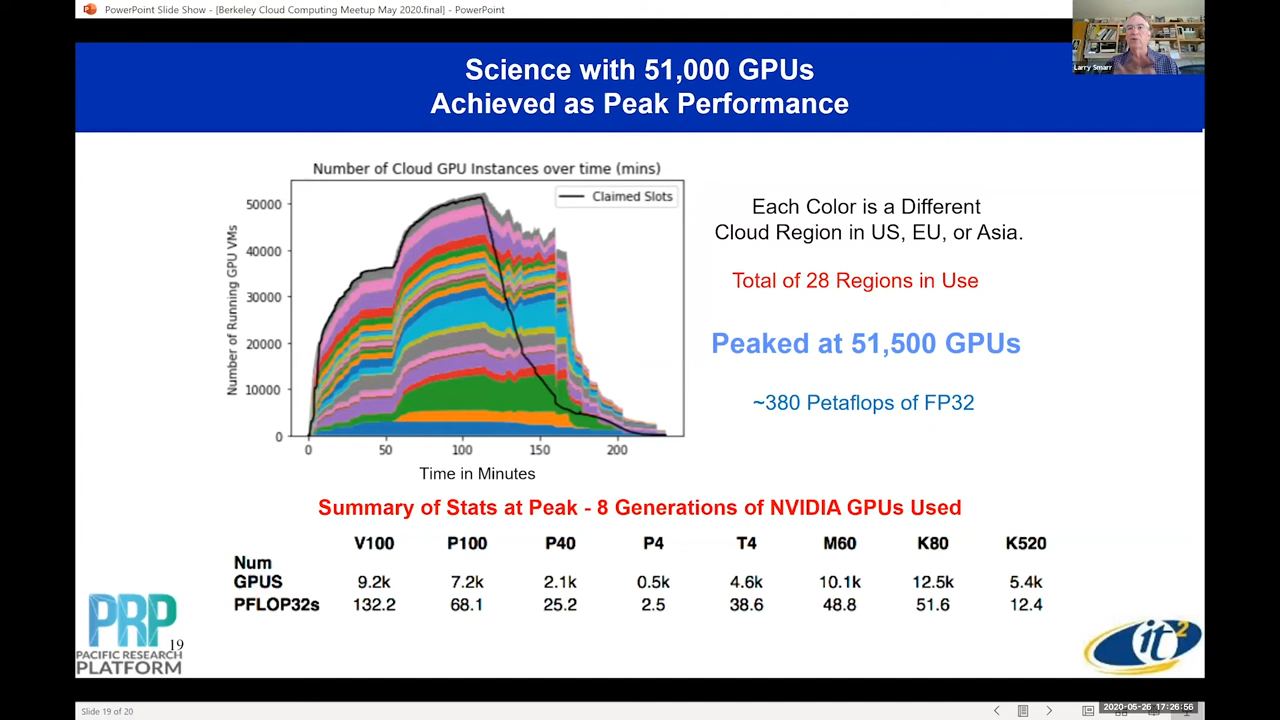 PowerPoint Slide Show - [Berkeley Cloud Computing Meetup May 2020.final] - PowerPoint
Larry Smarr
Science with 51,000 GPUs
Achieved as Peak Performance
Number of Cloud GPU Instances over time (mins)
Claimed Slots
Number of Running GPU VMs
50000
40000
30000
20000
10000
0
0 50 100 150 200
Time in Minutes
Each Color is a Different
Cloud Region in US, EU, or Asia.
Total of 28 Regions in Use
Peaked at 51,500 GPUs
~380 Petaflops of FP32
Summary of Stats at Peak - 8 Generations of NVIDIA GPUs Used
V100 P100 P40 P4 T4 M60 K80 K520
Num
GPUS 9.2k 7.2k 2.1k 0.5k 4.6k 10.1k 12.5k 5.4k
PFLOP32s 132.2 68.1 25.2 2.5 38.6 48.8 51.6 12.4
PRP
19
PACIFIC RESEARCH
PLATFORM
it2
Slide 19 of 20
2020-05-26 17:26:56